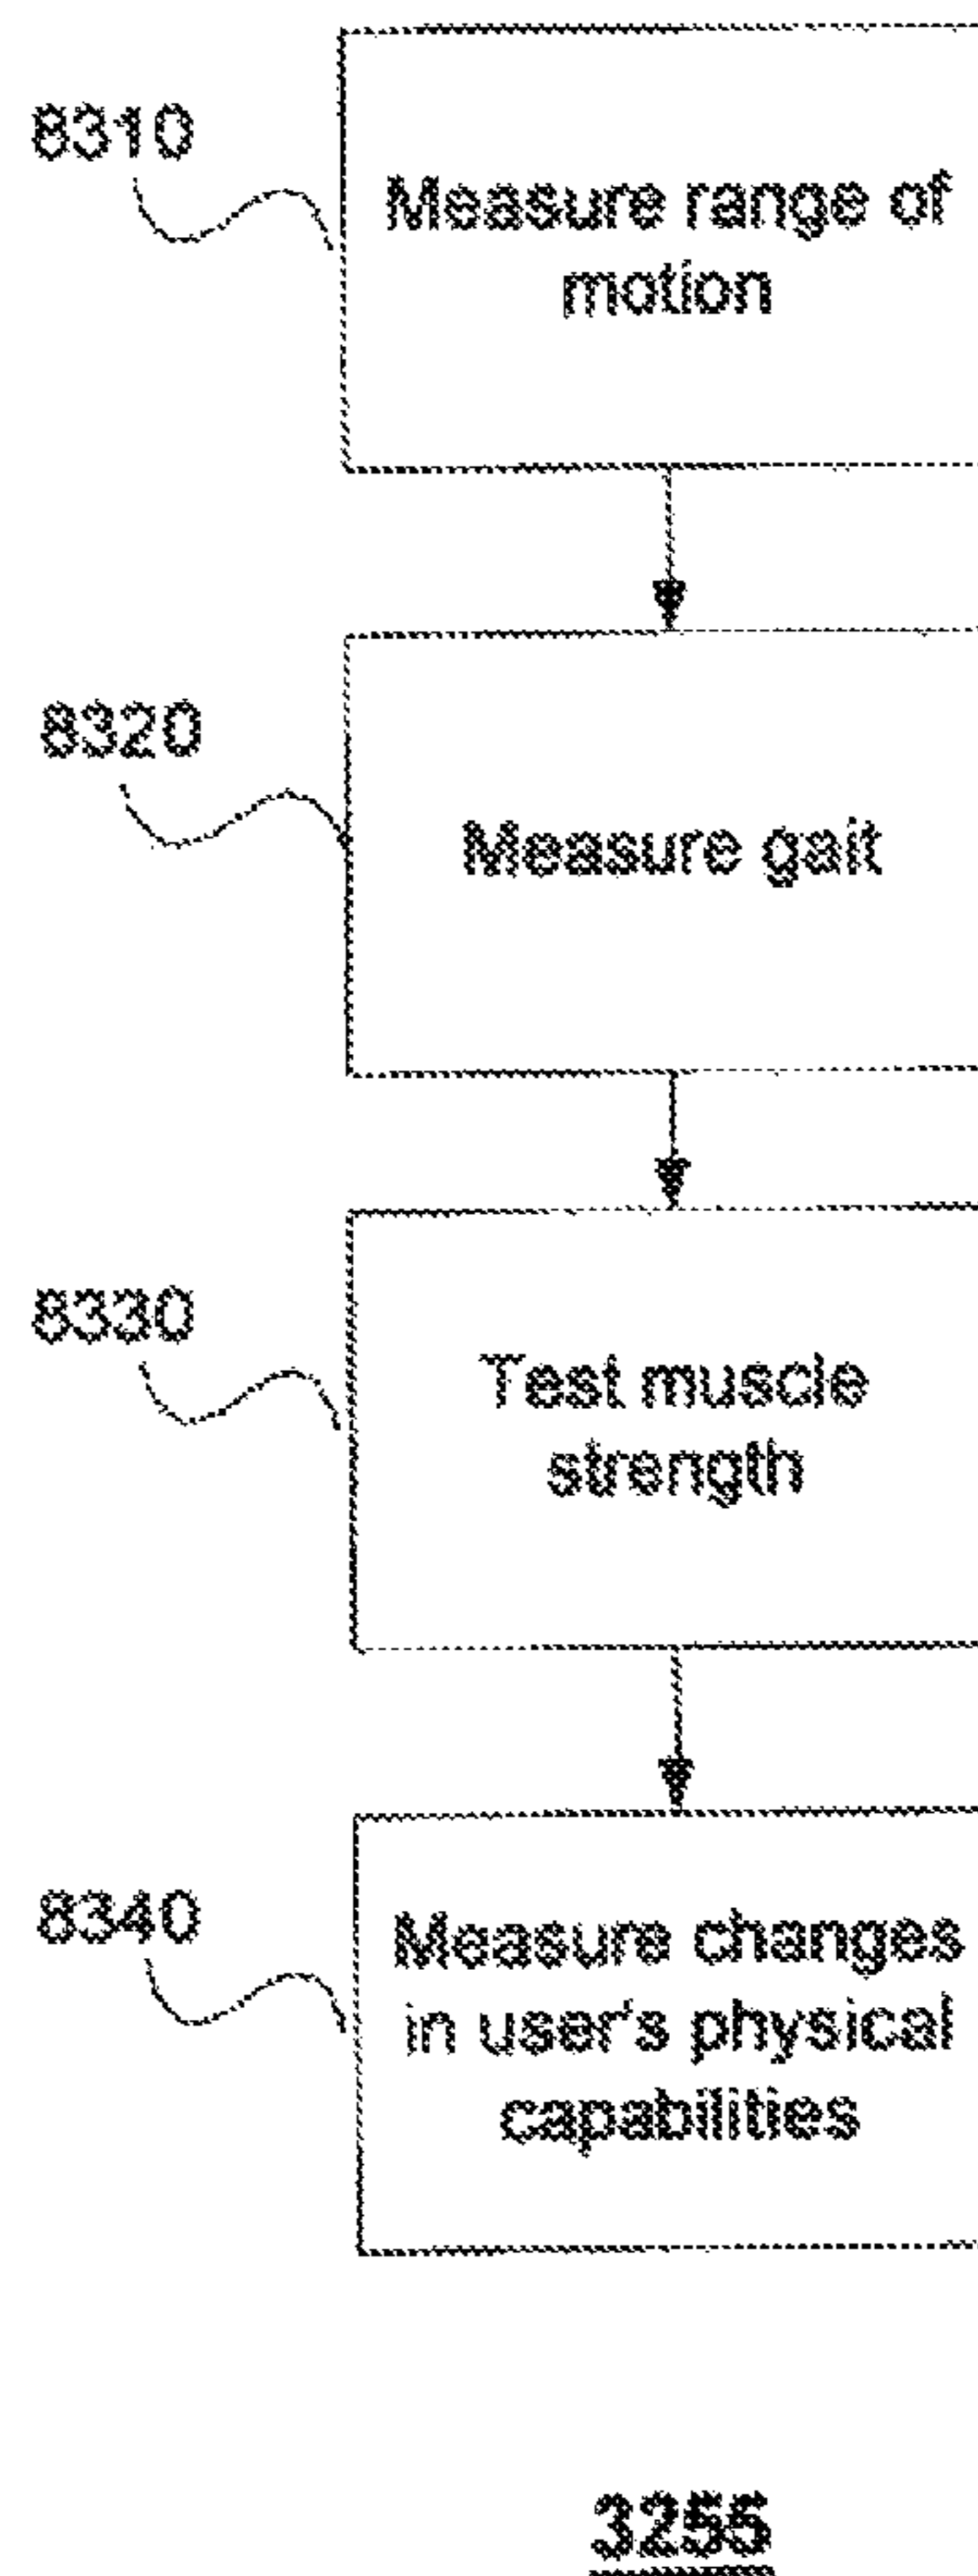 8310
Measure range of
motion
8320
Measure gait
8330
Test muscle
strength
8340
Measure changes
in user's physical
capabilities
3255